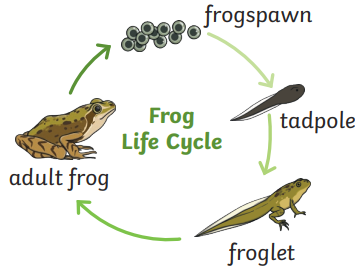 frogspawn
Frog
Life Cycle
tadpole
adult frog
froglet